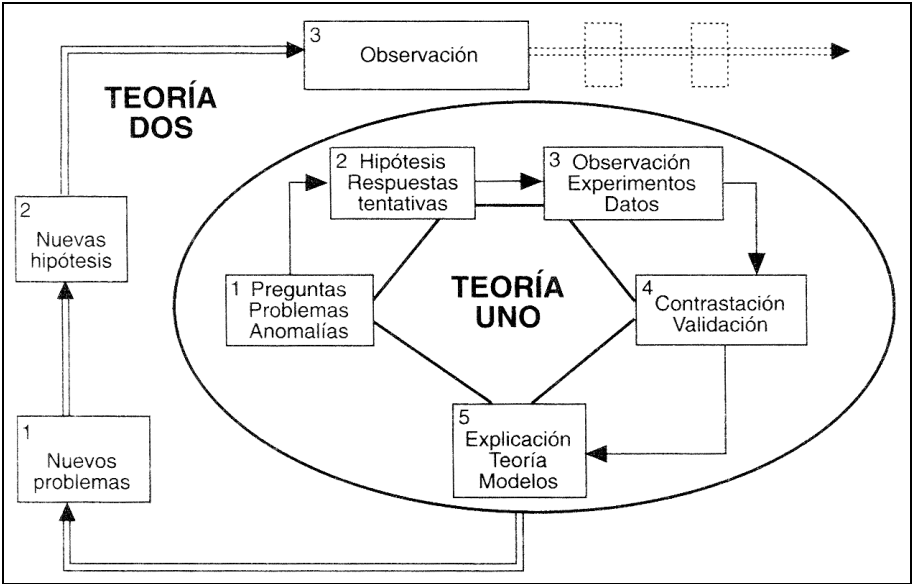 3
Observación
TEORÍA
DOS
2
Nuevas
hipótesis
1
Nuevos
problemas
2 Hipótesis
Respuestas
tentativas
3 Observación
Experimentos
Datos
1 Preguntas
Problemas
Anomalías
TEORÍA
UNO
4
Contrastación
Validación
5
Explicación
Teoría
Modelos